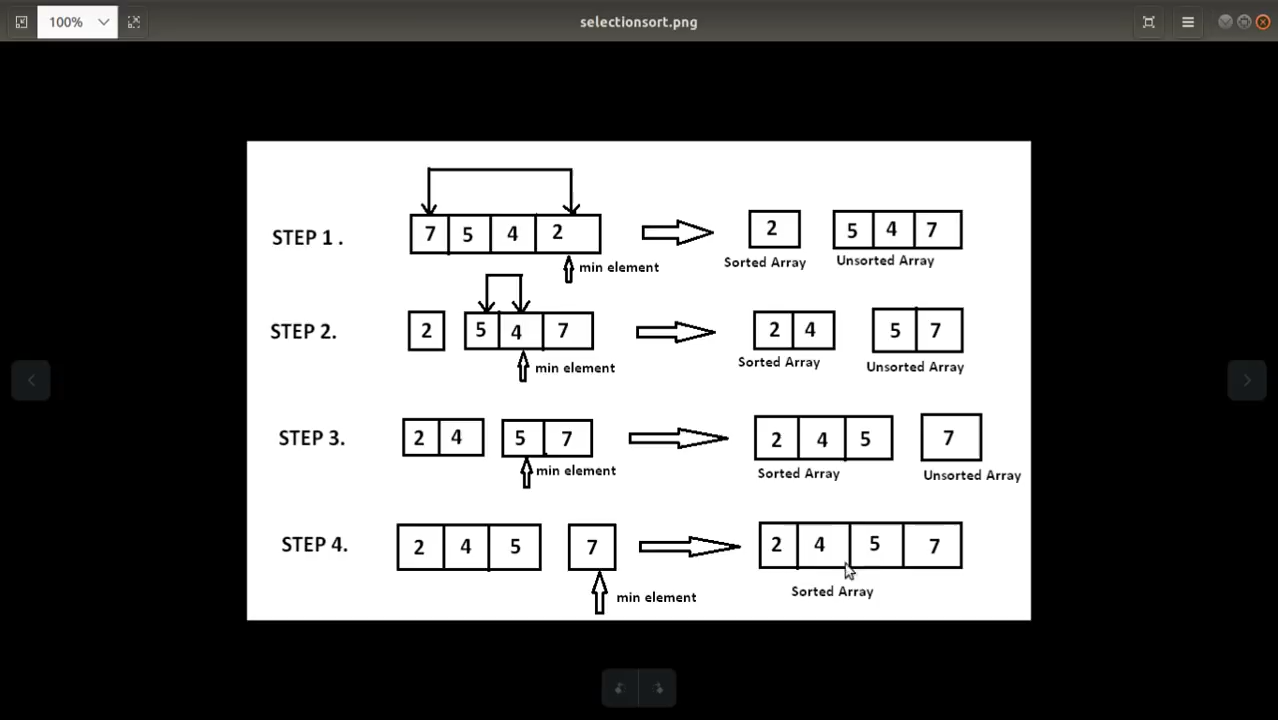 100%
selectionsort.png
STEP 1 .
7 5 4 2
min element
2
Sorted Array
5 4 7
Unsorted Array
STEP 2.
2
5 4 7
min element
2 4
Sorted Array
5 7
Unsorted Array
STEP 3.
2 4
5 7
min element
2 4 5
Sorted Array
7
Unsorted Array
STEP 4.
2 4 5
7
min element
2 4 5 7
Sorted Array